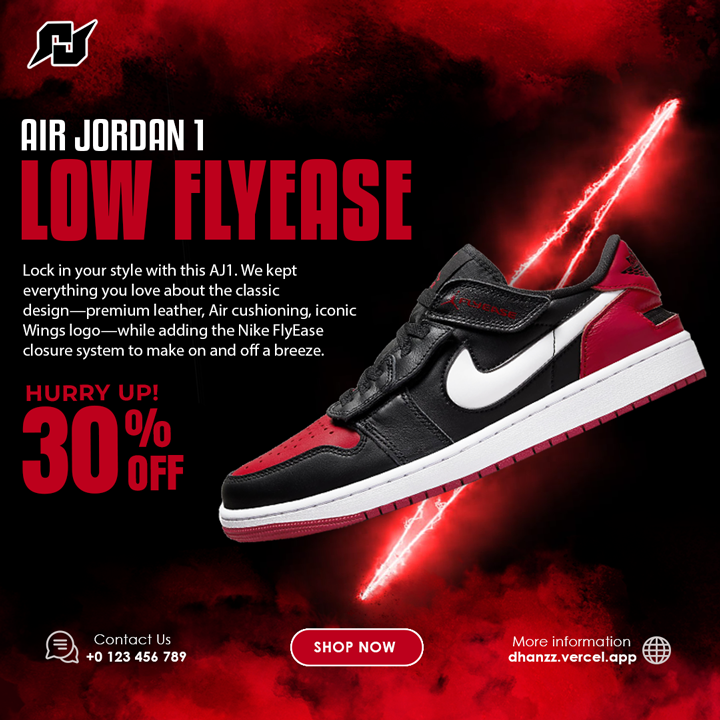 AJ
AIR JORDAN 1
LOW FLYEASE
Lock in your style with this AJ1. We kept
everything you love about the classic
design—premium leather, Air cushioning, iconic
Wings logo—while adding the Nike FlyEase
closure system to make on and off a breeze.
HURRY UP!
30% OFF
Contact Us
+0 123 456 789
SHOP NOW
More information
dhanzz.vercel.app